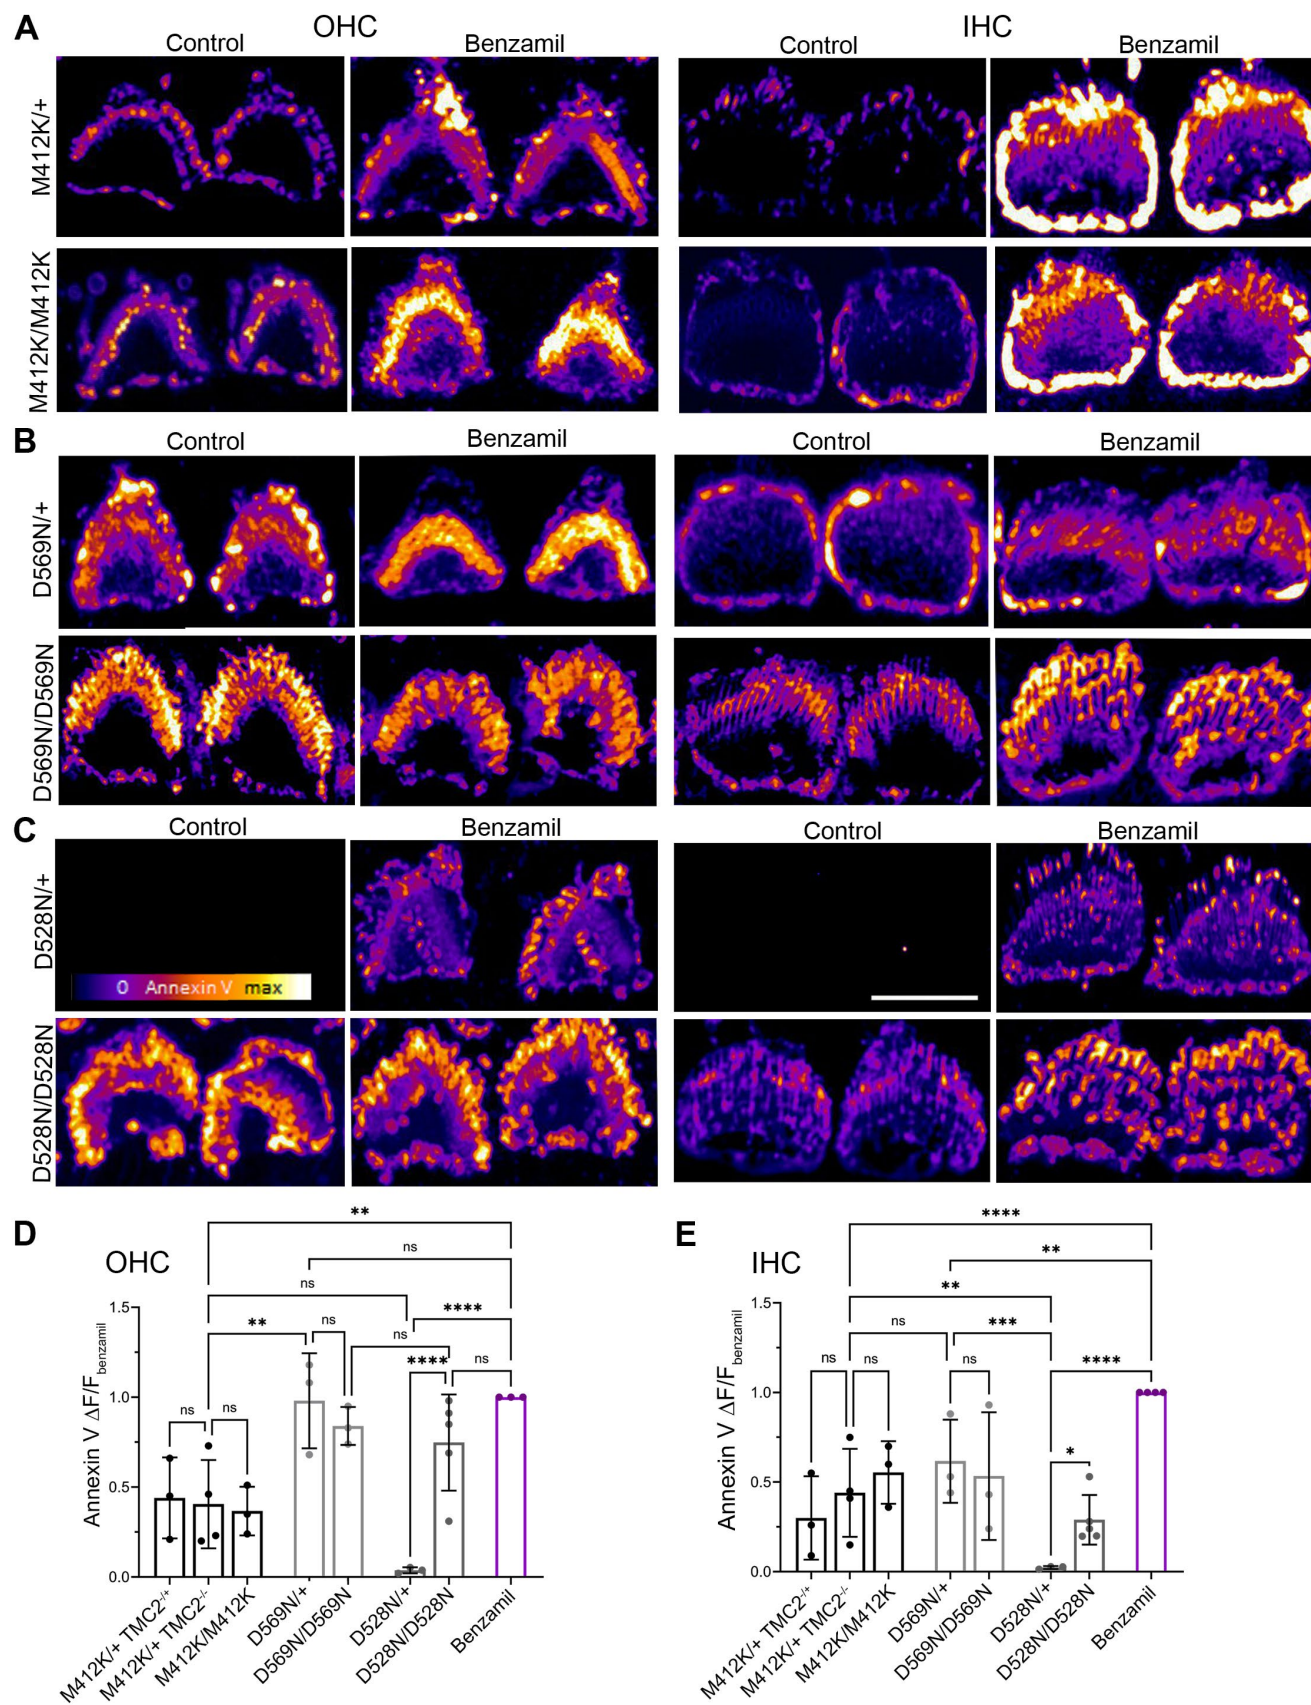 A
OHC
IHC
Control
Benzamil
Control
Benzamil
M412K/+
M412K/M412K
B
Control
Benzamil
Control
Benzamil
D569N/+
D569N/D569N
C
Control
Benzamil
Control
Benzamil
D528N/+
0 Annexin V max
D528N/D528N
D
OHC
**
ns
ns
****
**
ns
ns
****
ns
ns
ns
1.5
1.0
0.5
0.0
Annexin V ΔF/Fbenzamil
M412K/+ TMC2-/+
M412K/+ TMC2-/-
M412K/M412K
D569N/+
D569N/D569N
D528N/+
D528N/D528N
Benzamil
E
IHC
****
**
**
ns
***
ns
ns
ns
****
*
1.5
1.0
0.5
0.0
Annexin V ΔF/Fbenzamil
M412K/+ TMC2-/+
M412K/+ TMC2-/-
M412K/M412K
D569N/+
D569N/D569N
D528N/+
D528N/D528N
Benzamil